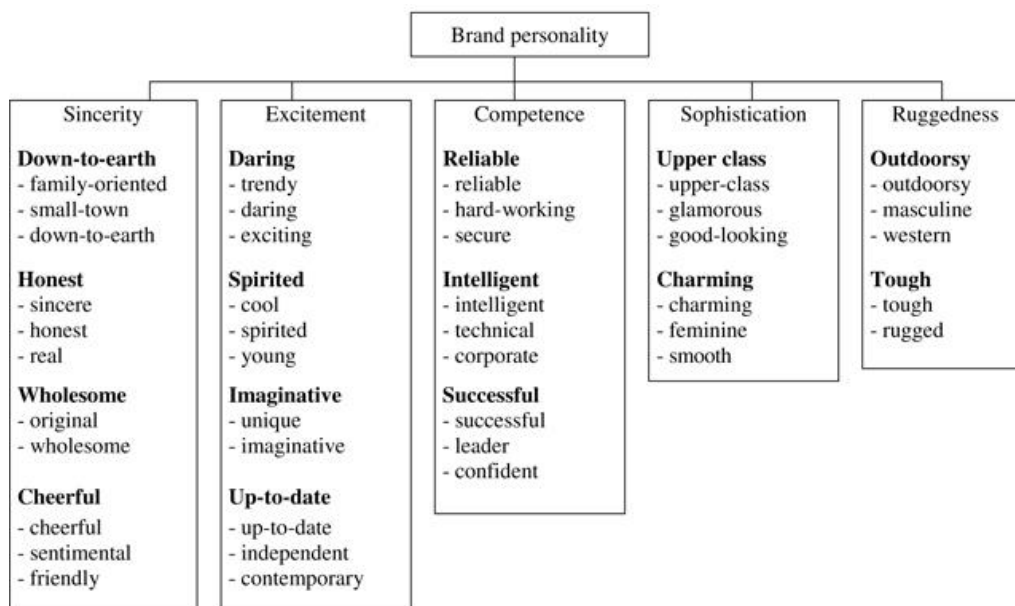 Brand personality
Sincerity
Down-to-earth
- family-oriented
- small-town
- down-to-earth
Honest
- sincere
- honest
- real
Wholesome
- original
- wholesome
Cheerful
- cheerful
- sentimental
- friendly
Excitement
Daring
- trendy
- daring
- exciting
Spirited
- cool
- spirited
- young
Imaginative
- unique
- imaginative
Up-to-date
- up-to-date
- independent
- contemporary
Competence
Reliable
- reliable
- hard-working
- secure
Intelligent
- intelligent
- technical
- corporate
Successful
- successful
- leader
- confident
Sophistication
Upper class
- upper-class
- glamorous
- good-looking
Charming
- charming
- feminine
- smooth
Ruggedness
Outdoorsy
- outdoorsy
- masculine
- western
Tough
- tough
- rugged